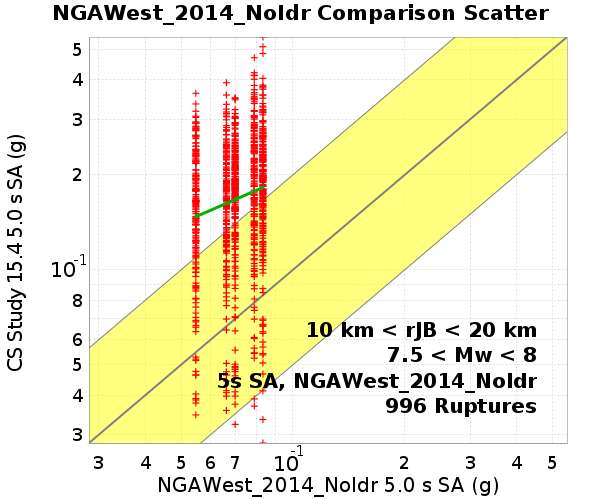 NGAWest_2014_NoIdr Comparison Scatter
5
4
3
2
10⁻¹
8
6
5
4
3
CS Study 15.4 5.0 s SA (g)
10 km < rJB < 20 km
7.5 < Mw < 8
5s SA, NGAWest_2014_NoIdr
996 Ruptures
3 4 5 6 7 10⁻¹ 2 3 4 5
NGAWest_2014_NoIdr 5.0 s SA (g)